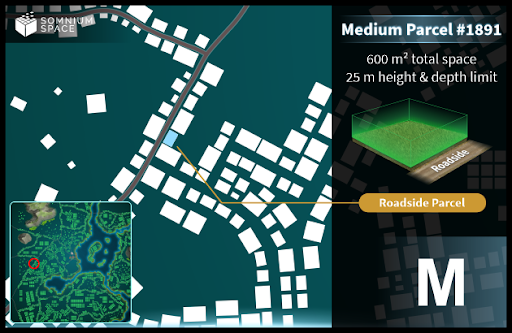 SOMNIUM
SPACE
Medium Parcel #1891
600 m² total space
25 m height & depth limit
Roadside
Roadside Parcel
M